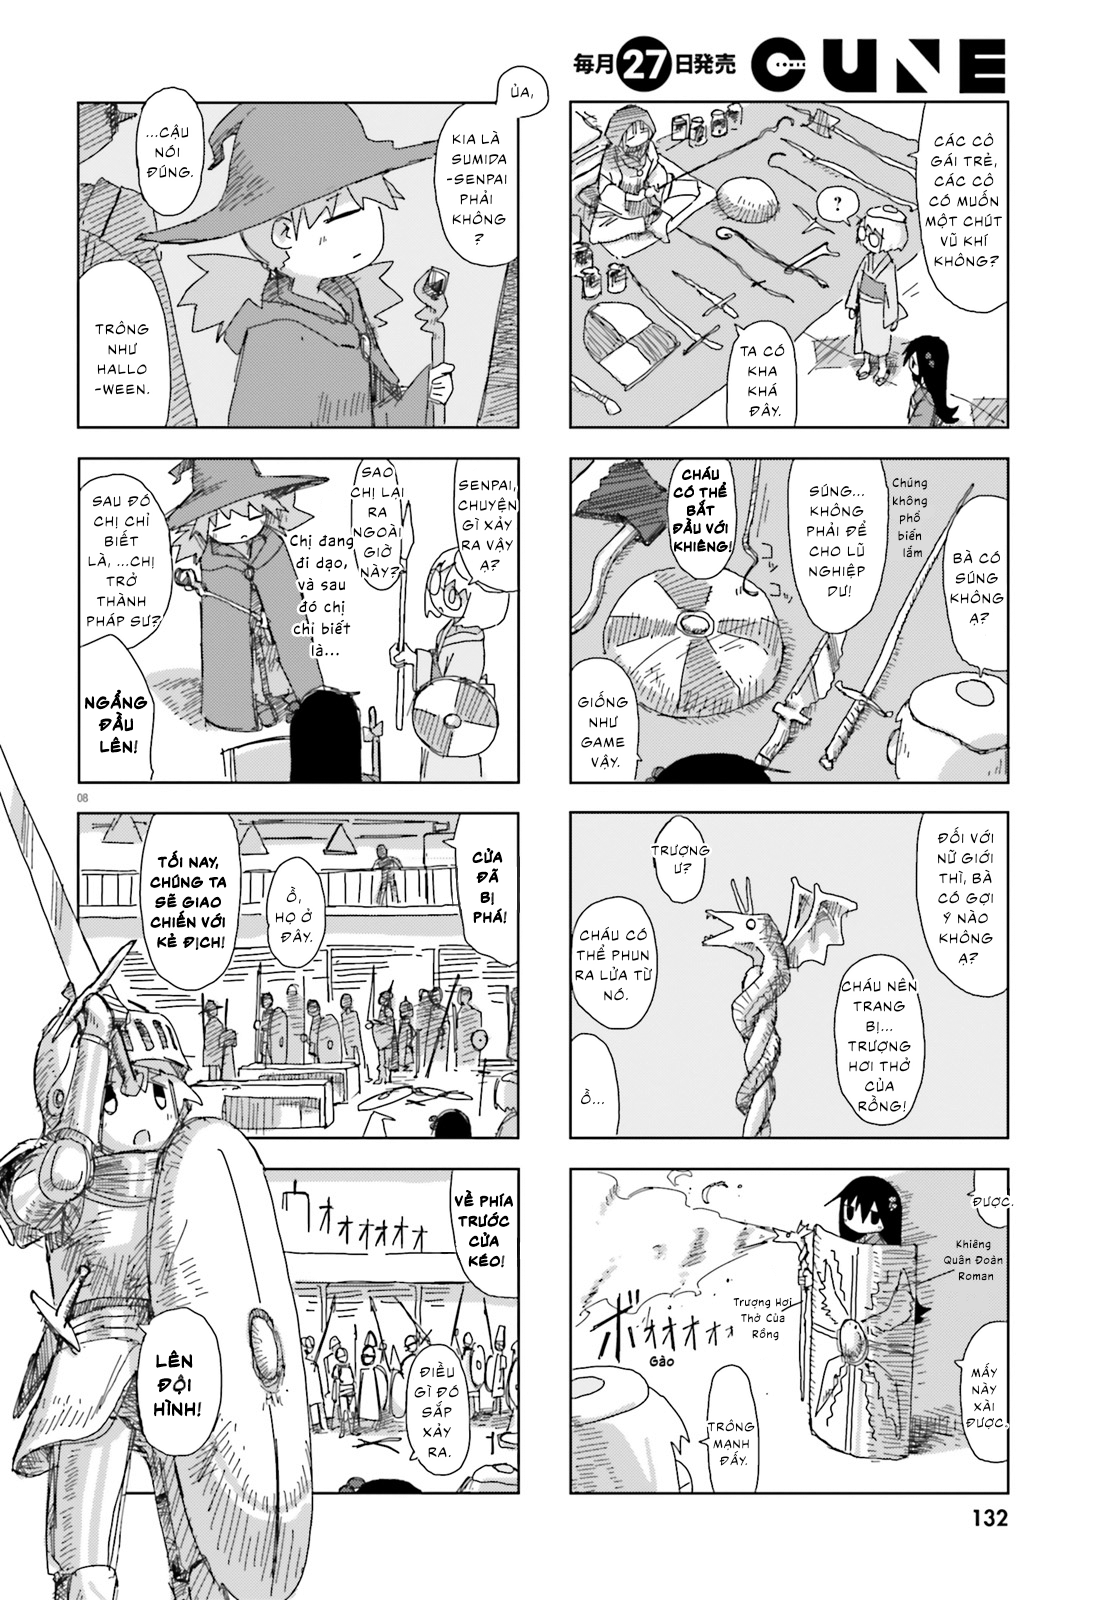 毎月27日発売 COMIC CUNE
CÁC CÔ
GÁI TRẺ,
CÁC CÔ
CÓ MUỐN
MỘT CHÚT
VŨ KHÍ
KHÔNG?
?
TA CÓ
KHA
KHÁ
ĐÂY.
BÀ CÓ
SÚNG
KHÔNG
Ạ?
Chúng
không
phổ
biến
lắm
SÚNG...
KHÔNG
PHẢI ĐỂ
CHO LŨ
NGHIỆP
DƯ!
CHÁU
CÓ THỂ
BẮT
ĐẦU VỚI
KHIÊNG!
コッ
コッ
GIỐNG
NHƯ
GAME
VẬY.
ĐỐI VỚI
NỮ GIỚI
THÌ, BÀ
CÓ GỢI
Ý NÀO
KHÔNG
Ạ?
TRƯỢNG
Ư?
CHÁU NÊN
TRANG
BỊ...
TRƯỢNG
HƠI THỞ
CỦA
RỒNG!
CHÁU CÓ
THỂ PHUN
RA LỬA TỪ
NÓ.
Ồ...
ĐƯỢC.
Khiêng
Quân Đoàn
Roman
Trượng Hơi
Thở Của
Rồng
ボオオオオオ
Gào
MẤY
NÀY
XÀI
ĐƯỢC.
TRÔNG
MẠNH
ĐẤY.
ỦA,
KIA LÀ
SUMIDA
-SENPAI
PHẢI
KHÔNG
?
...CẬU
NÓI
ĐÚNG.
TRÔNG
NHƯ
HALLO
-WEEN.
SENPAI,
CHUYỆN
GÌ XẢY
RA VẬY
Ạ?
SAO
CHỊ LẠI
RA
NGOÀI
GIỜ
NÀY?
Chị đang
đi dạo,
và sau
đó chị
chỉ biết
là...
SAU ĐÓ
CHỊ CHỈ
BIẾT
LÀ, ...CHỊ
TRỞ
THÀNH
PHÁP SƯ?
NGẨNG
ĐẦU
LÊN!
08
CỬA
ĐÃ
BỊ
PHÁ!
Ồ,
HỌ Ở
ĐÂY.
TỐI NAY,
CHÚNG TA
SẼ GIAO
CHIẾN VỚI
KẺ ĐỊCH!
VỀ PHÍA
TRƯỚC
CỬA
KÉO!
オオオオオオ
ĐIỀU
GÌ ĐÓ
SẮP
XẢY
RA.
LÊN
ĐỘI
HÌNH!
132